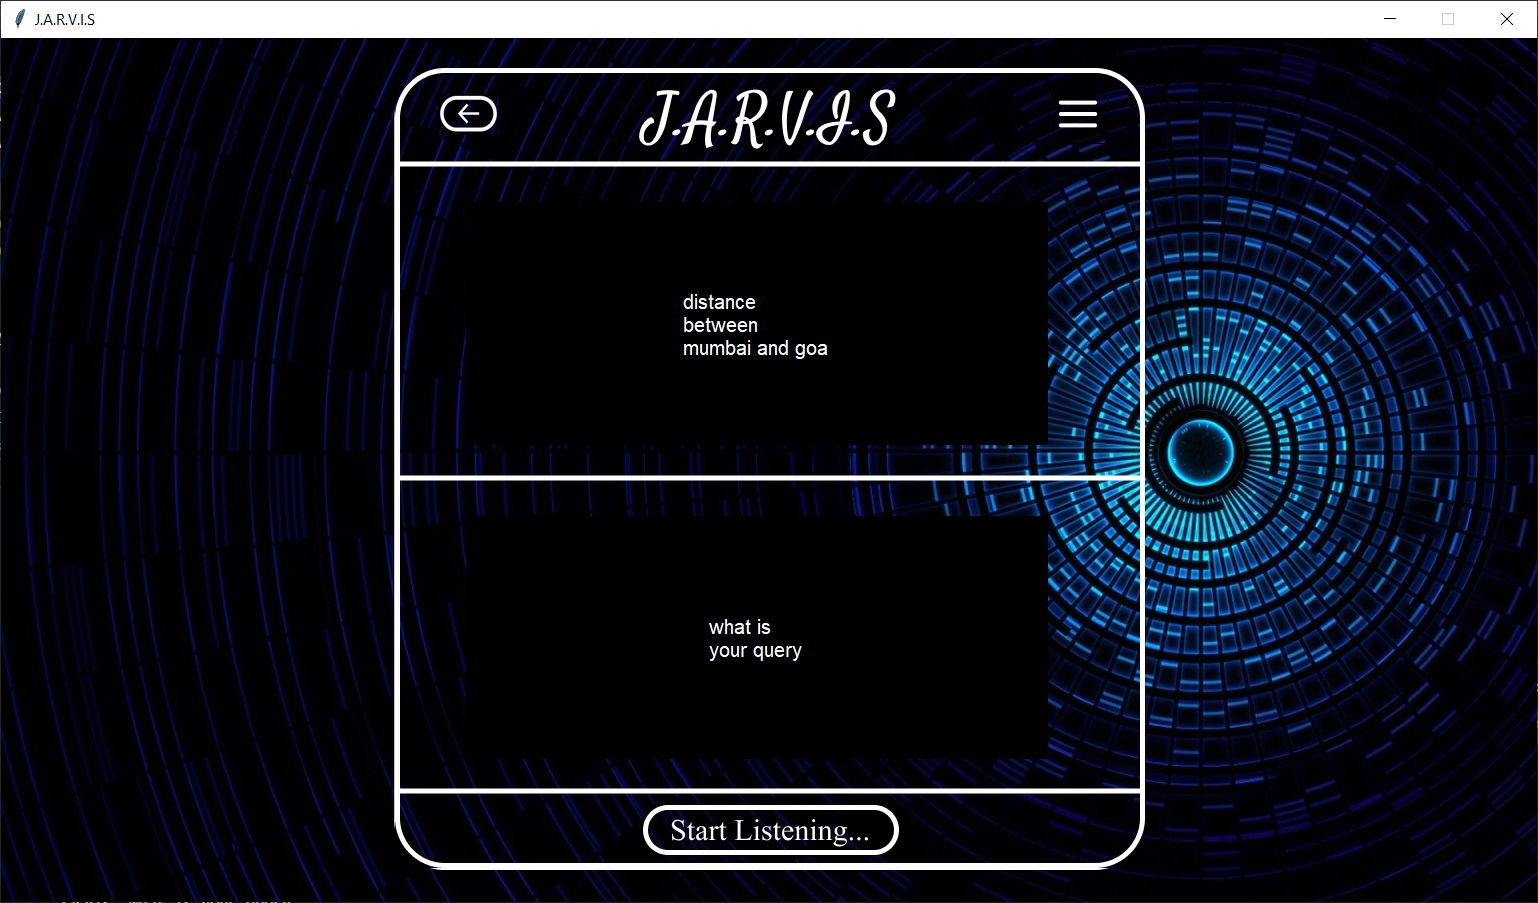 J.A.R.V.I.S
J.A.R.V.I.S
distance
between
mumbai and goa
what is
your query
Start Listening...